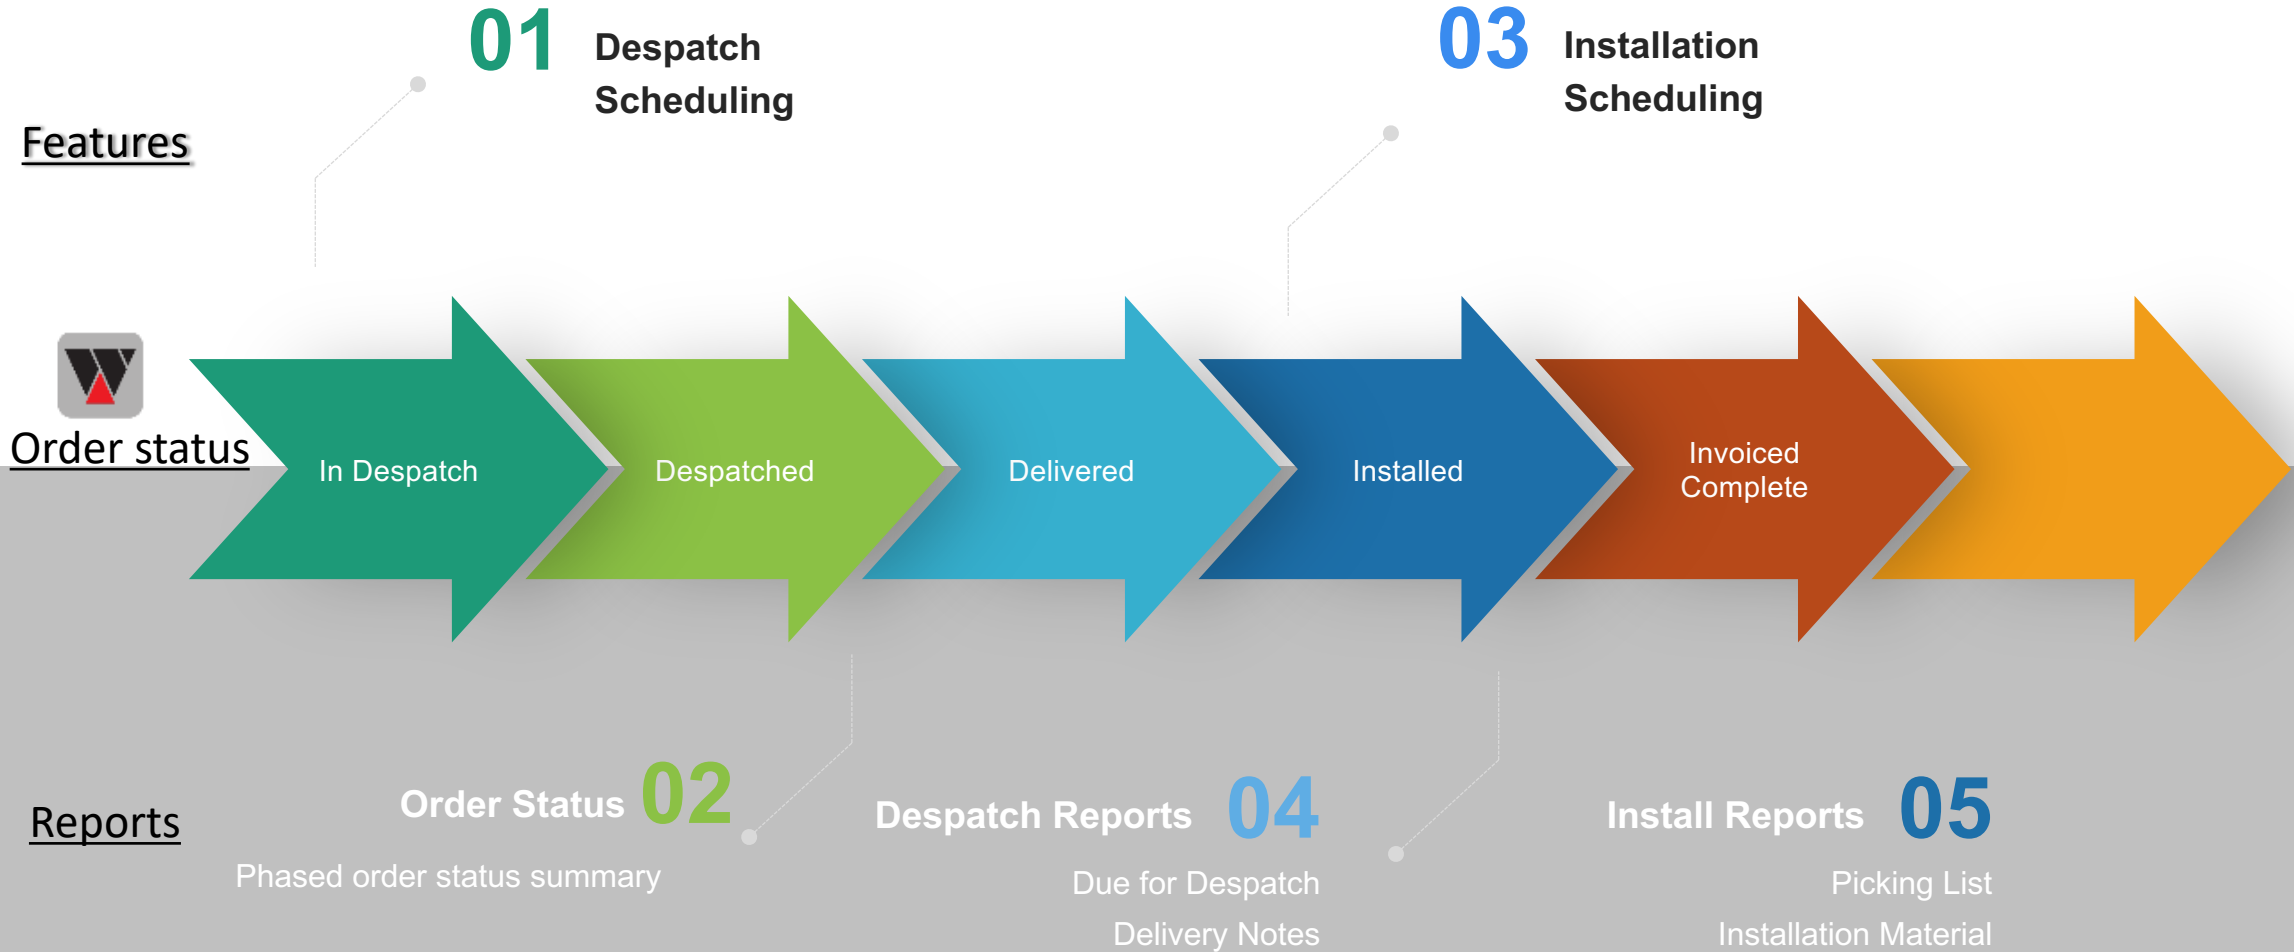 01
Despatch
Scheduling
03
Installation
Scheduling
Features
Order status
In Despatch
Despatched
Delivered
Installed
Invoiced
Complete
Reports
Order Status
02
Phased order status summary
Despatch Reports
04
Due for Despatch
Delivery Notes
Install Reports
05
Picking List
Installation Material